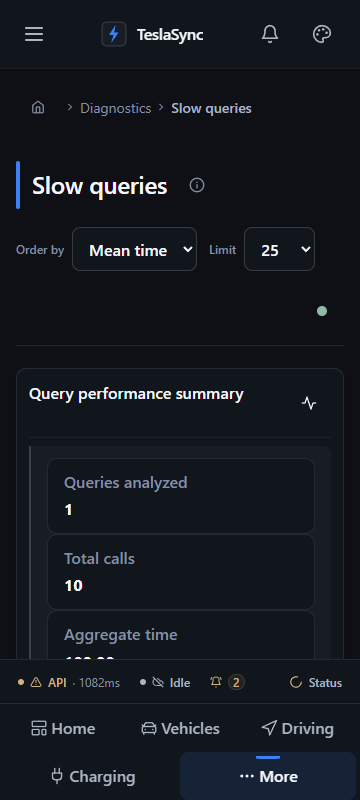 TeslaSync
Diagnostics Slow queries
Slow queries
Order by Mean time Limit 25
Query performance summary
Queries analyzed
1
Total calls
10
Aggregate time
API · 1082ms Idle 2 Status
Home Vehicles Driving
Charging More